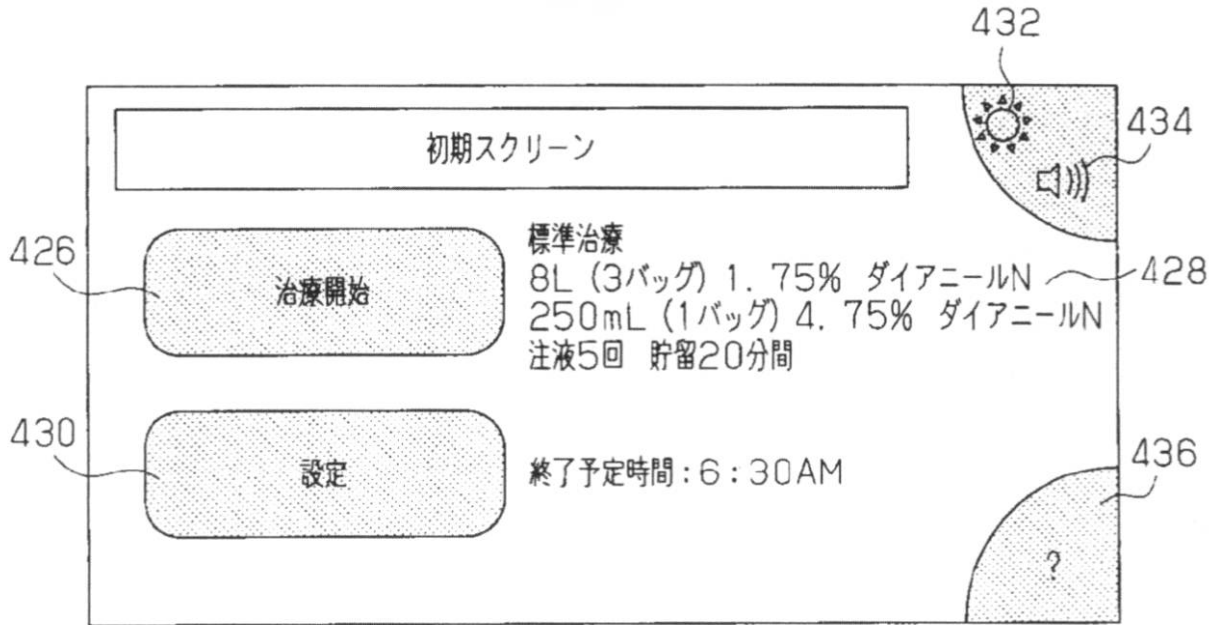 432
434
初期スクリーン
426
治療開始
標準治療
8L (3バッグ) 1. 75% ダイアニールN
428
250mL (1バッグ) 4. 75% ダイアニールN
注液5回 貯留20分間
430
設定
終了予定時間:6:30AM
436
?